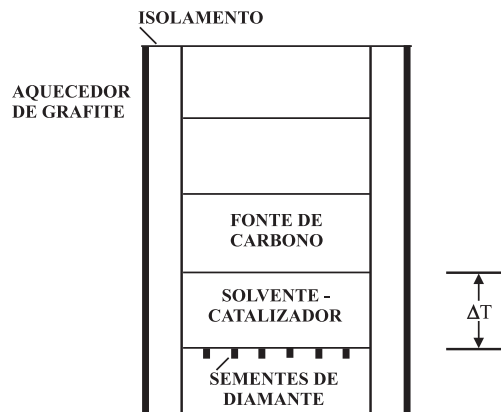 ISOLAMENTO
AQUECEDOR
DE GRAFITE
FONTE DE
CARBONO
SOLVENTE -
CATALIZADOR
ΔT
SEMENTES DE
DIAMANTE